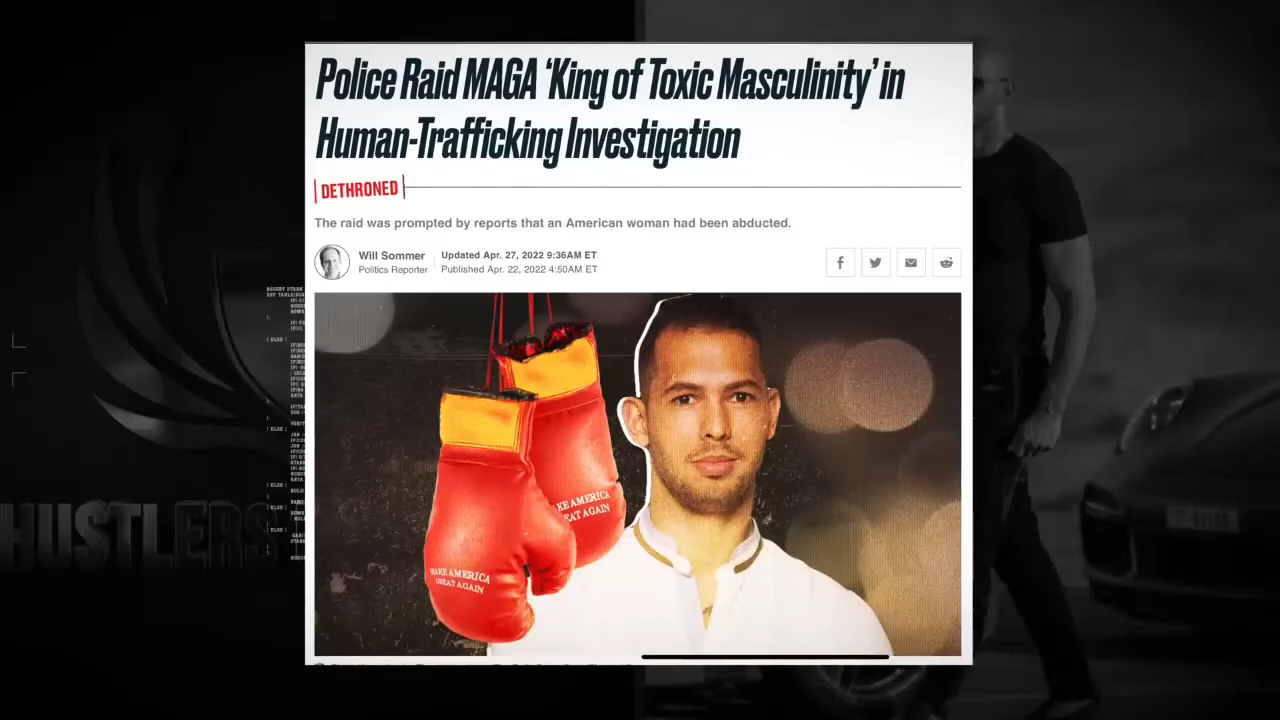 Police Raid MAGA ‘King of Toxic Masculinity’ in
Human-Trafficking Investigation
DETHRONED
The raid was prompted by reports that an American woman had been abducted.
Will Sommer
Politics Reporter
Updated Apr. 27, 2022 9:36AM ET
Published Apr. 22, 2022 4:50AM ET
KE AMERICA
EAT AGAIN
MAKE AMERICA
GREAT AGAIN
HUSTLERS